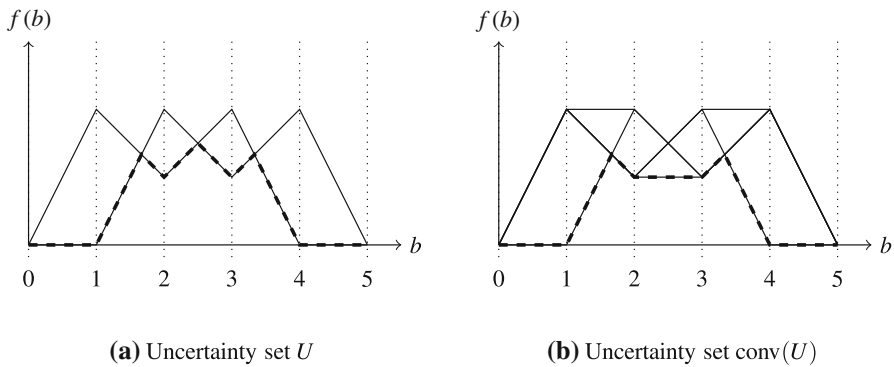 f(b)
b
0 1 2 3 4 5
(a) Uncertainty set U
f(b)
b
0 1 2 3 4 5
(b) Uncertainty set conv(U)